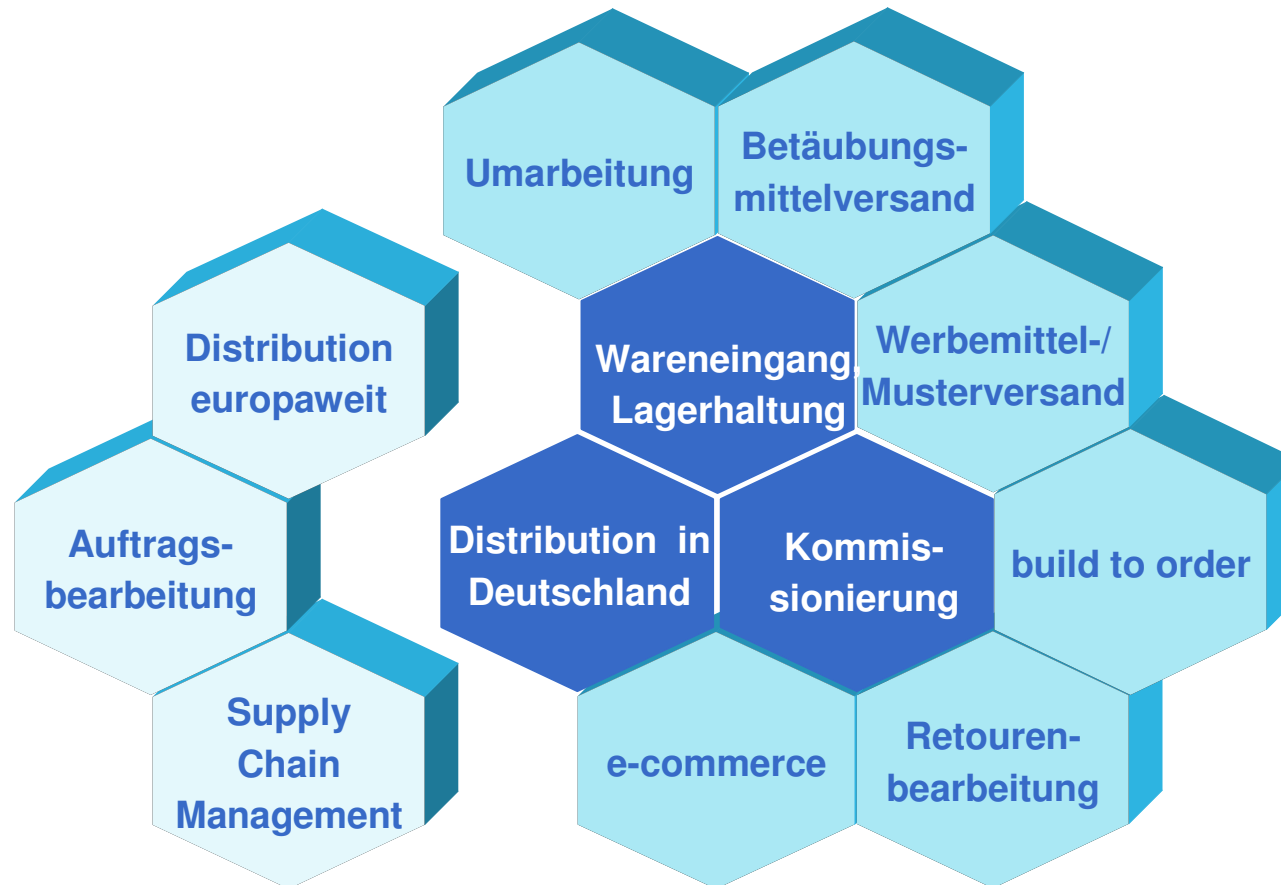 Umarbeitung
Betäubungs-
mittelversand
Distribution
europaweit
Wareneingang,
Lagerhaltung
Werbemittel-/
Musterversand
Auftrags-
bearbeitung
Distribution in
Deutschland
Kommis-
sionierung
build to order
Supply
Chain
Management
e-commerce
Retouren-
bearbeitung